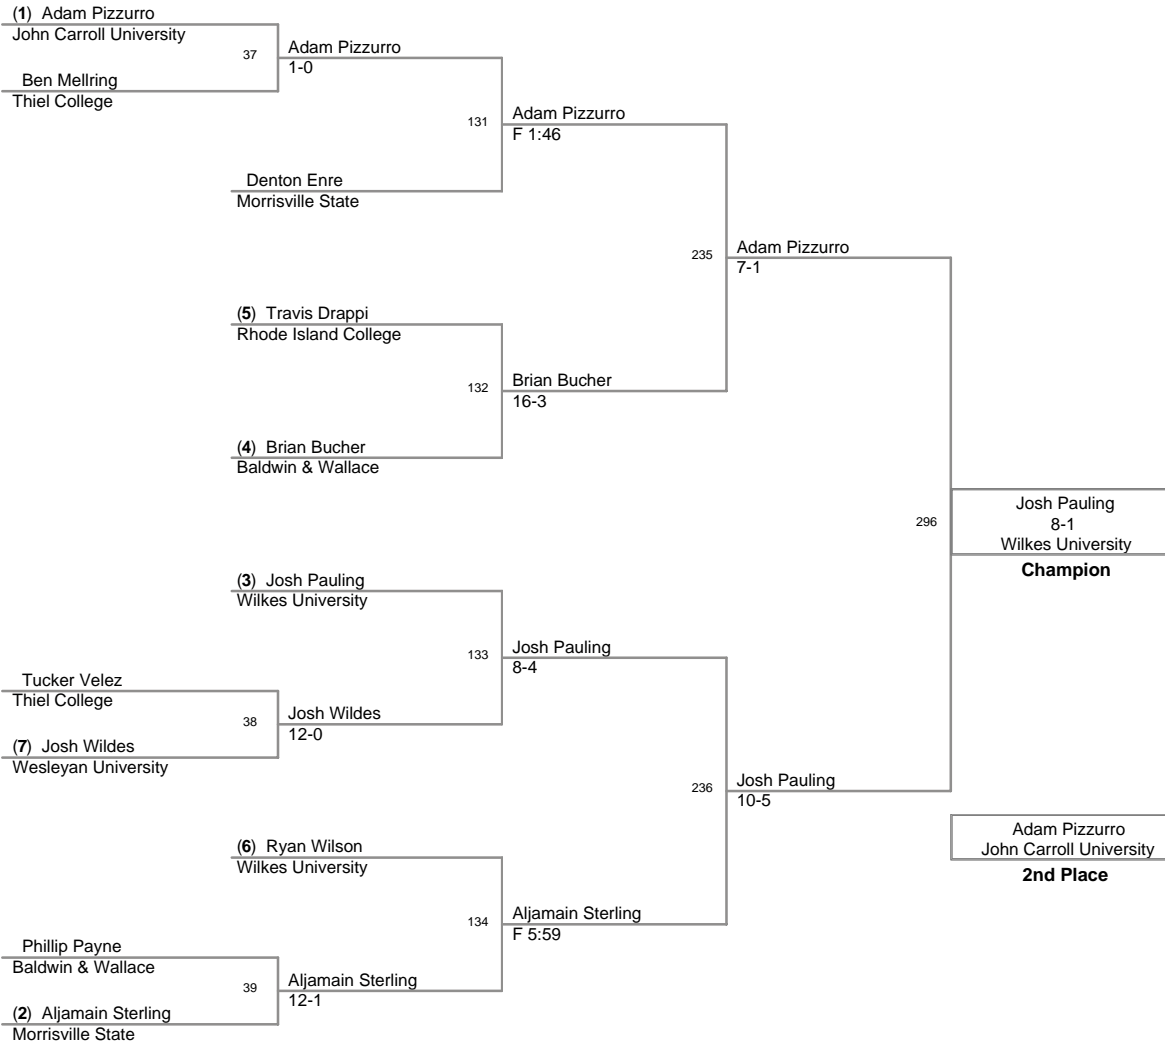 (1) Adam Pizzurro
John Carroll University
37
Adam Pizzurro
1-0
Ben Mellring
Thiel College
131
Adam Pizzurro
F 1:46
Denton Enre
Morrisville State
235
Adam Pizzurro
7-1
(5) Travis Drappi
Rhode Island College
132
Brian Bucher
16-3
(4) Brian Bucher
Baldwin & Wallace
296
Josh Pauling
8-1
Wilkes University
Champion
(3) Josh Pauling
Wilkes University
133
Josh Pauling
8-4
Tucker Velez
Thiel College
38
Josh Wildes
12-0
(7) Josh Wildes
Wesleyan University
236
Josh Pauling
10-5
Adam Pizzurro
John Carroll University
2nd Place
(6) Ryan Wilson
Wilkes University
134
Aljamain Sterling
F 5:59
Phillip Payne
Baldwin & Wallace
39
Aljamain Sterling
12-1
(2) Aljamain Sterling
Morrisville State